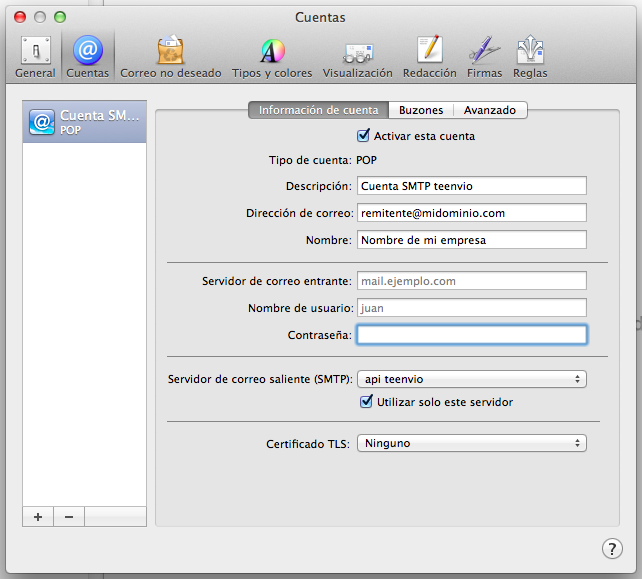 Cuentas
General Cuentas Correo no deseado Tipos y colores Visualización Redacción Firmas Reglas
Cuenta SM...
POP
Información de cuenta Buzones Avanzado
Activar esta cuenta
Tipo de cuenta: POP
Descripción: Cuenta SMTP teenvio
Dirección de correo: remitente@midominio.com
Nombre: Nombre de mi empresa
Servidor de correo entrante: mail.ejemplo.com
Nombre de usuario: juan
Contraseña:
Servidor de correo saliente (SMTP): api teenvio
Utilizar solo este servidor
Certificado TLS: Ninguno
+ −
?